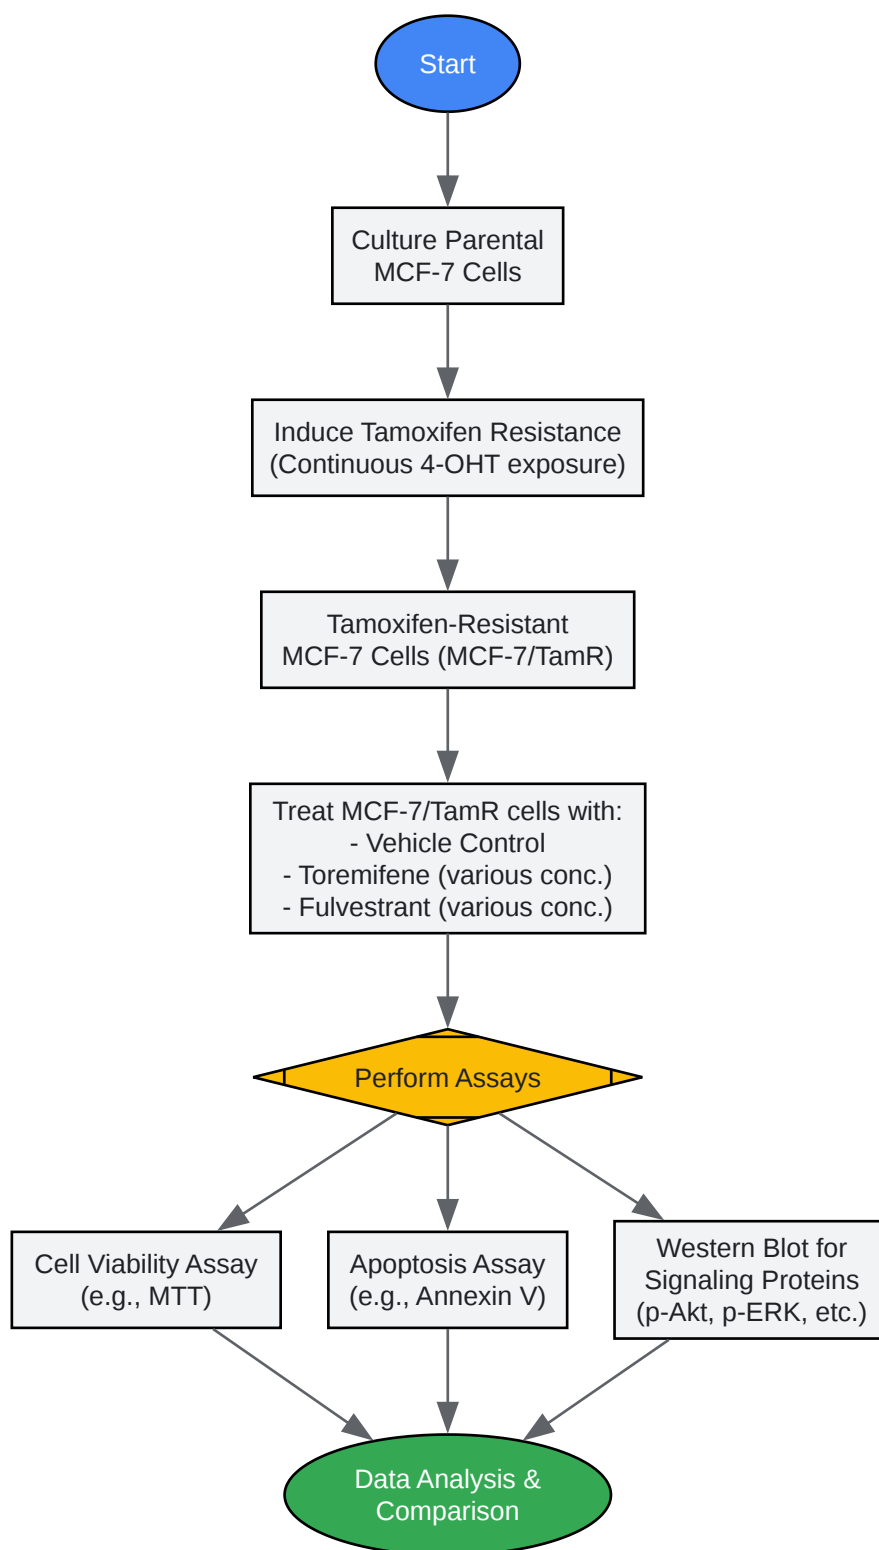 Start
Culture Parental
MCF-7 Cells
Induce Tamoxifen Resistance
(Continuous 4-OHT exposure)
Tamoxifen-Resistant
MCF-7 Cells (MCF-7/TamR)
Treat MCF-7/TamR cells with:
- Vehicle Control
- Toremifene (various conc.)
- Fulvestrant (various conc.)
Perform Assays
Cell Viability Assay
(e.g., MTT)
Apoptosis Assay
(e.g., Annexin V)
Western Blot for
Signaling Proteins
(p-Akt, p-ERK, etc.)
Data Analysis &
Comparison